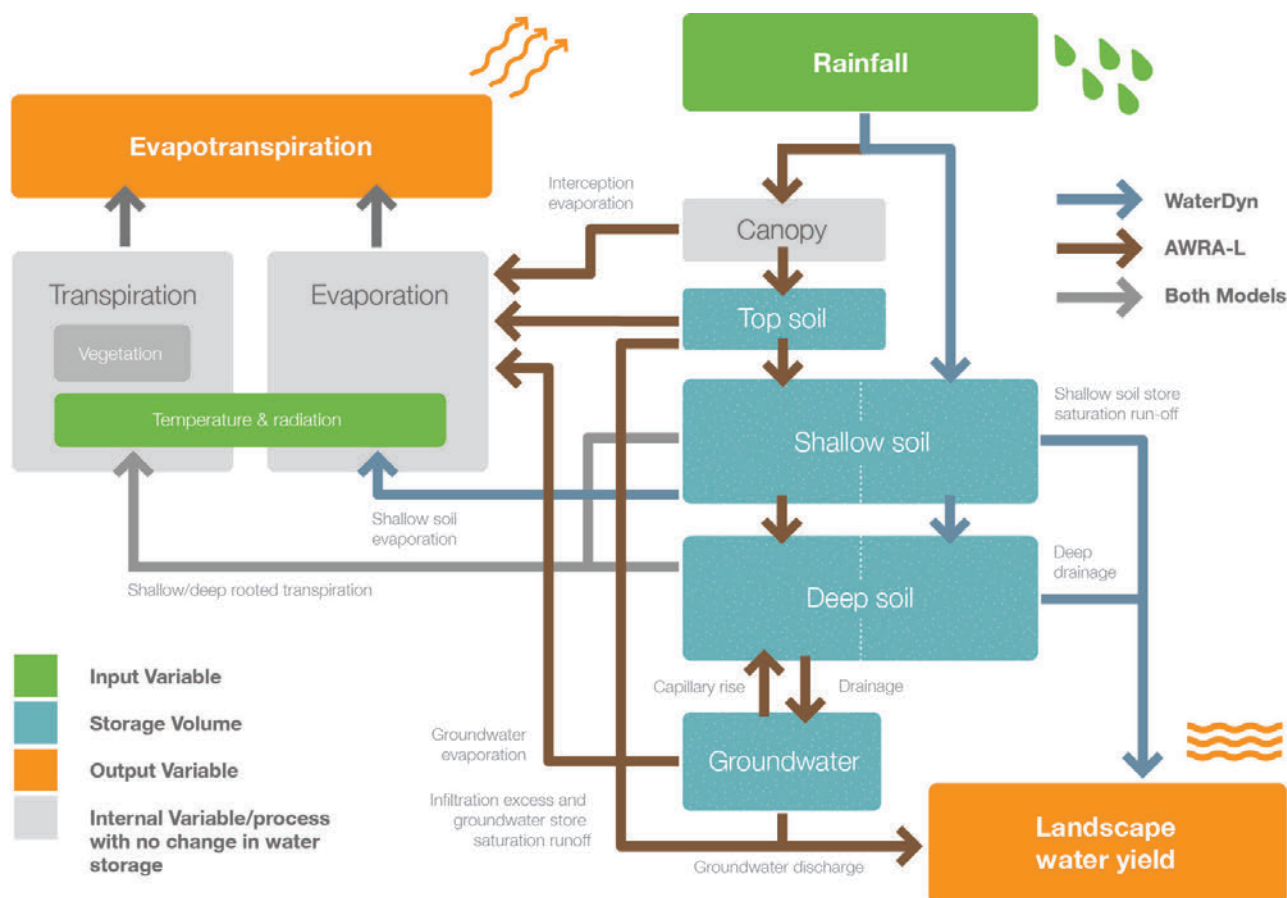 Rainfall
Evapotranspiration
Interception
evaporation
WaterDyn
AWRA-L
Both Models
Canopy
Transpiration
Evaporation
Top soil
Vegetation
Temperature & radiation
Shallow soil store
saturation run-off
Shallow soil
Shallow soil
evaporation
Deep
drainage
Shallow/deep rooted transpiration
Deep soil
Input Variable
Storage Volume
Output Variable
Internal Variable/process
with no change in water
storage
Capillary rise
Drainage
Groundwater
evaporation
Groundwater
Infiltration excess and
groundwater store
saturation runoff
Groundwater discharge
Landscape
water yield